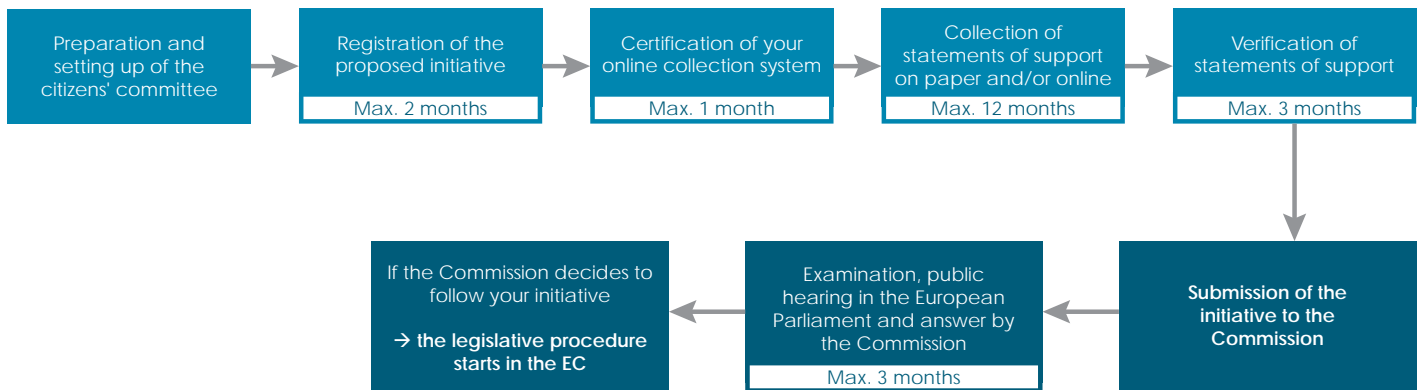 Preparation and
setting up of the
citizens' committee
Registration of the
proposed initiative
Max. 2 months
Certification of your
online collection system
Max. 1 month
Collection of
statements of support
on paper and/or online
Max. 12 months
Verification of
statements of support
Max. 3 months
Submission of the
initiative to the
Commission
Examination, public
hearing in the European
Parliament and answer by
the Commission
Max. 3 months
If the Commission decides to
follow your initiative
→ the legislative procedure
starts in the EC